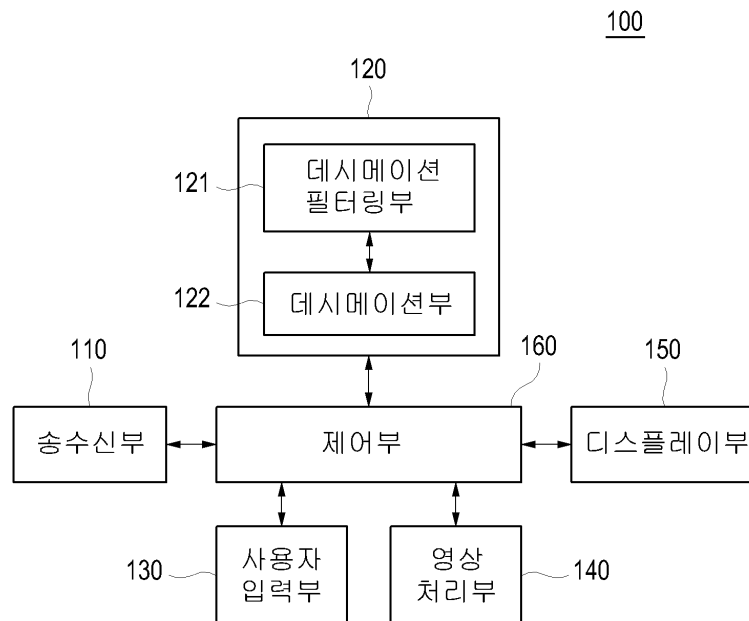 100
120
121
데시메이션
필터링부
122
데시메이션부
110
160
150
송수신부
제어부
디스플레이부
130
사용자
입력부
영상
처리부
140